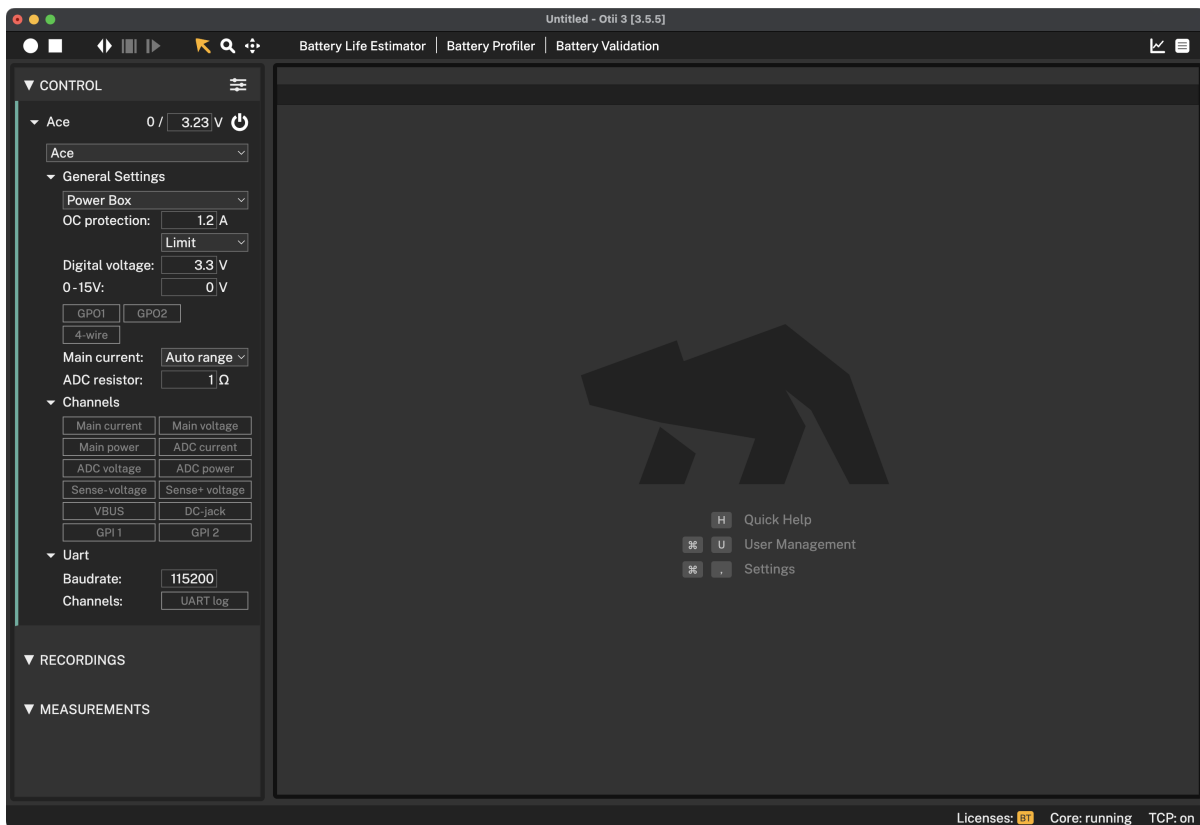 Untitled - Otii 3 [3.5.5]
Battery Life Estimator
Battery Profiler
Battery Validation
CONTROL
Ace 0 / 3.23 V
Ace
General Settings
Power Box
OC protection: 1.2 A
Limit
Digital voltage: 3.3 V
0-15V: 0 V
GPO1 GPO2
4-wire
Main current: Auto range
ADC resistor: 1 Ω
Channels
Main current Main voltage
Main power ADC current
ADC voltage ADC power
Sense-voltage Sense+ voltage
VBUS DC-jack
GPI 1 GPI 2
Uart
Baudrate: 115200
Channels: UART log
RECORDINGS
MEASUREMENTS
H Quick Help
⌘ U User Management
⌘ , Settings
Licenses: BT Core: running TCP: on